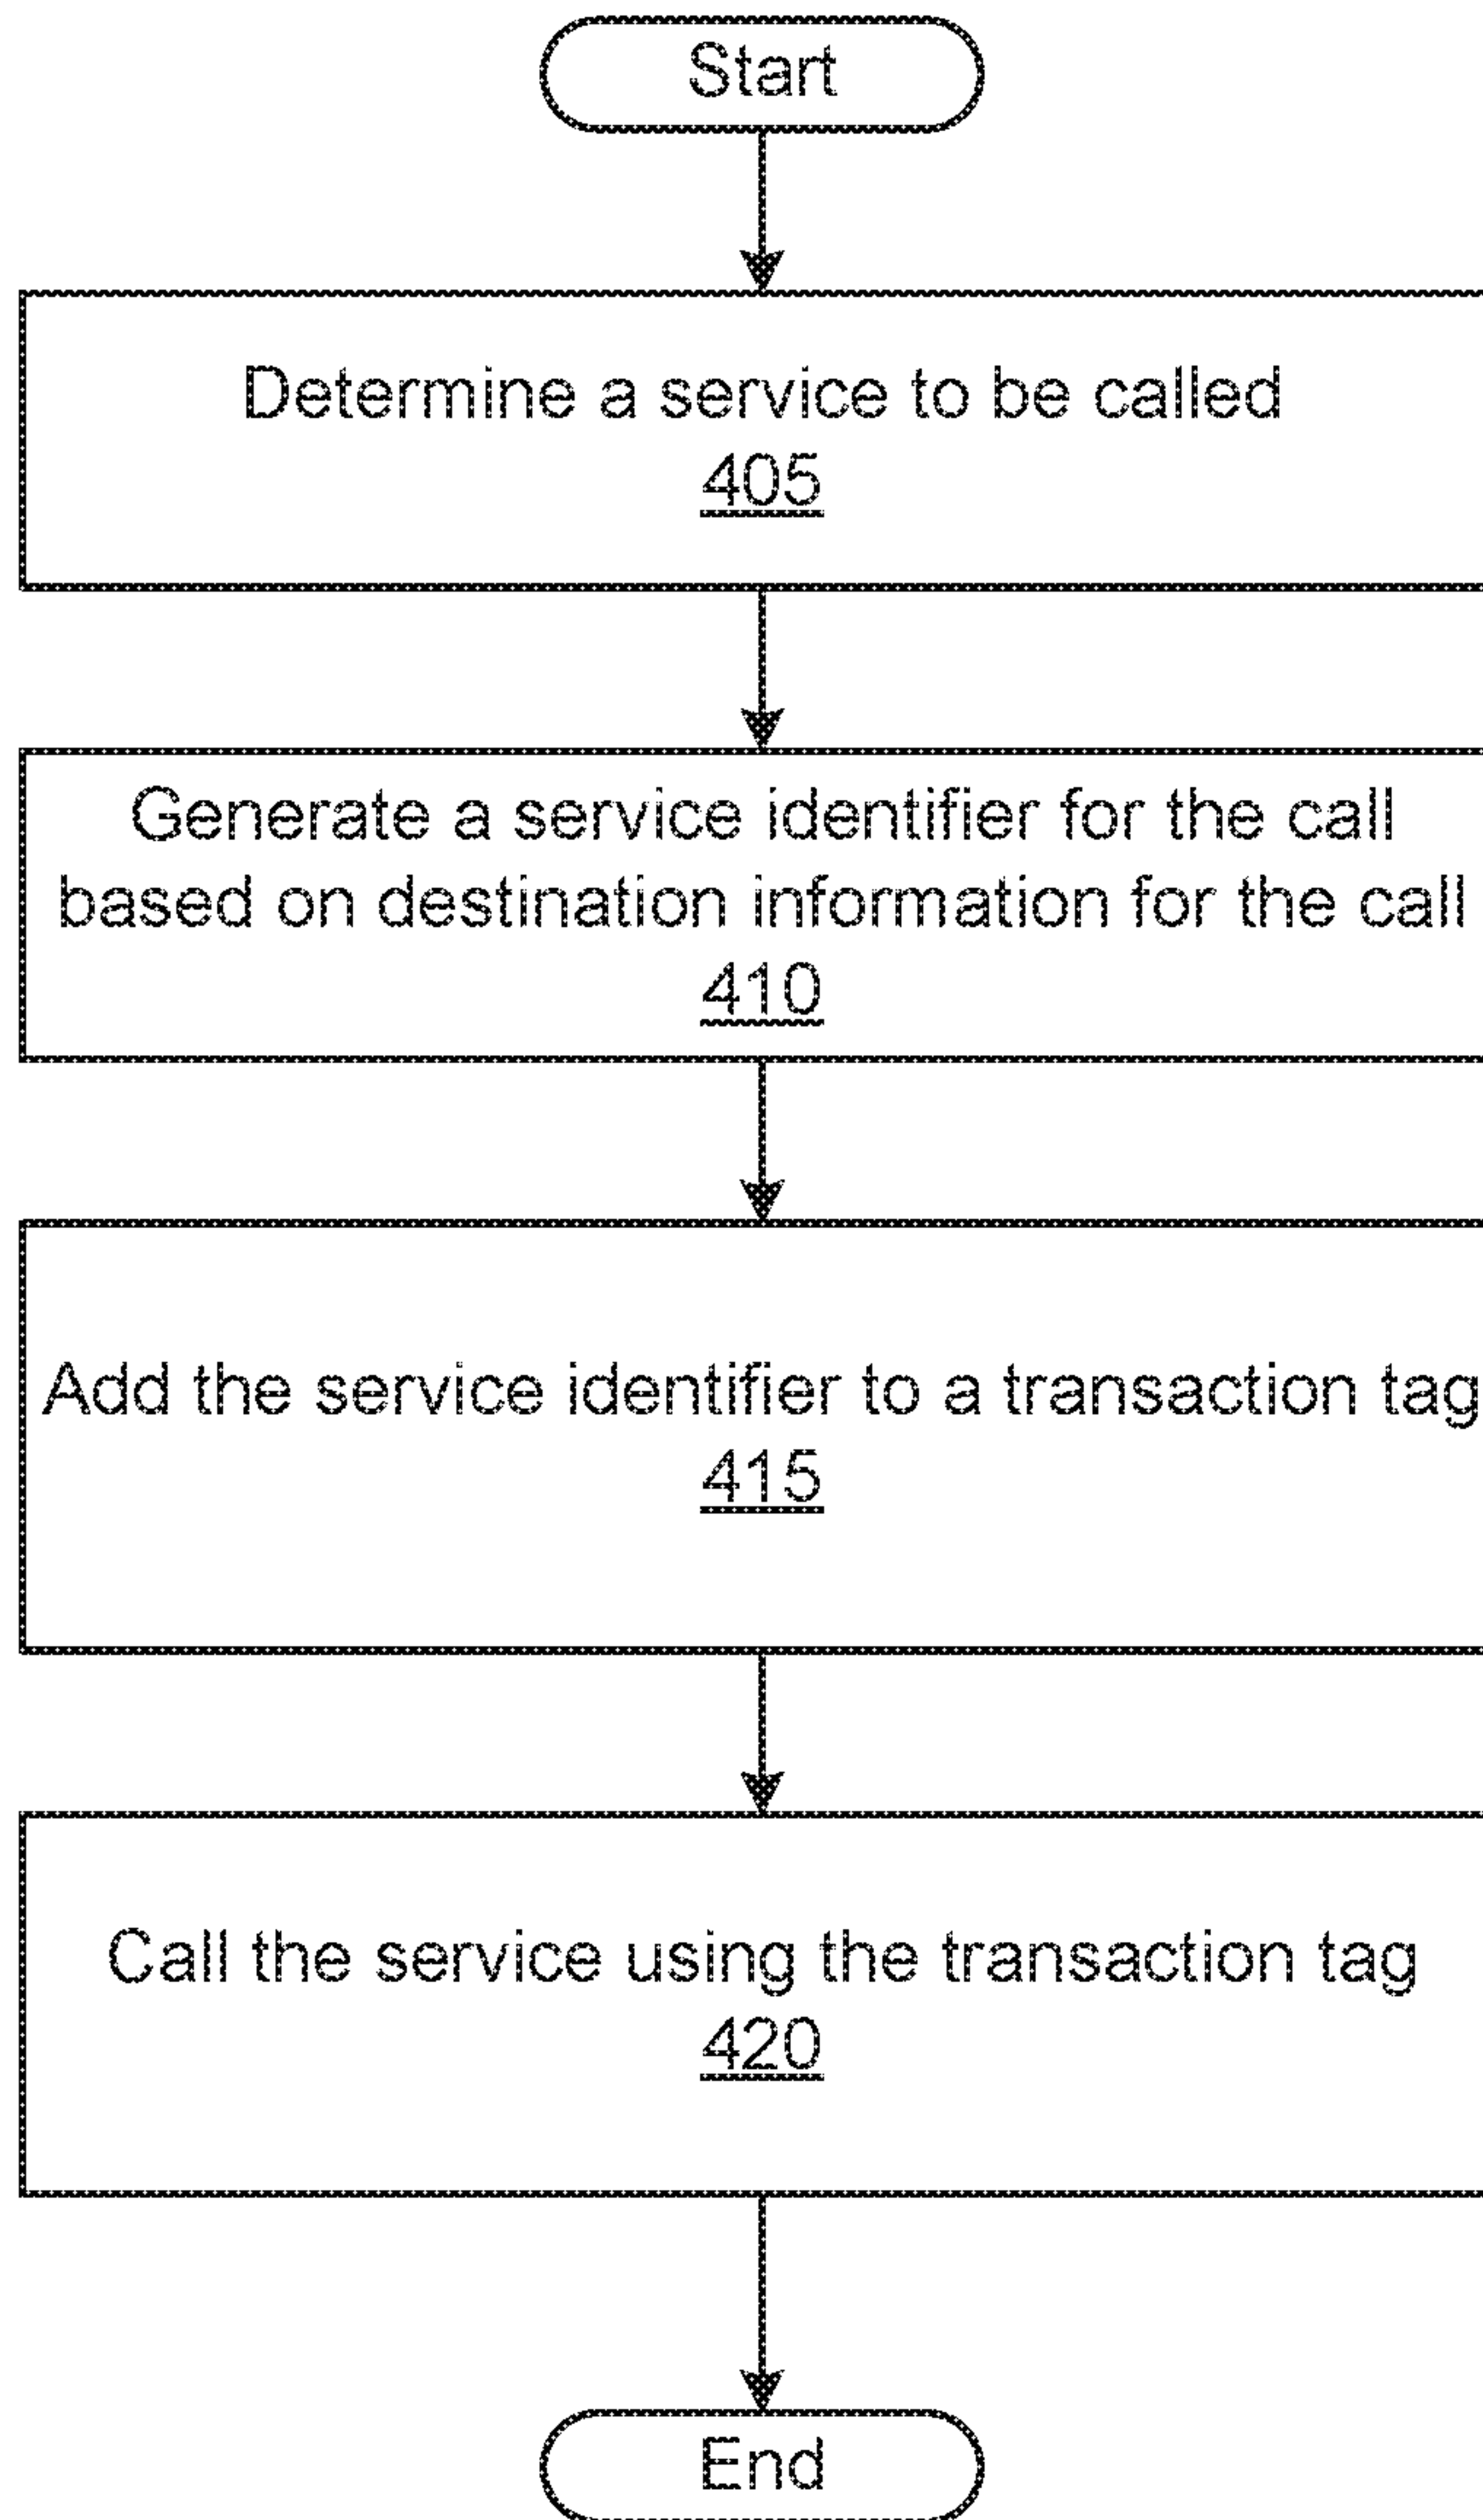 Start
Determine a service to be called
405
Generate a service identifier for the call
based on destination information for the call
410
Add the service identifier to a transaction tag
415
Call the service using the transaction tag
420
End